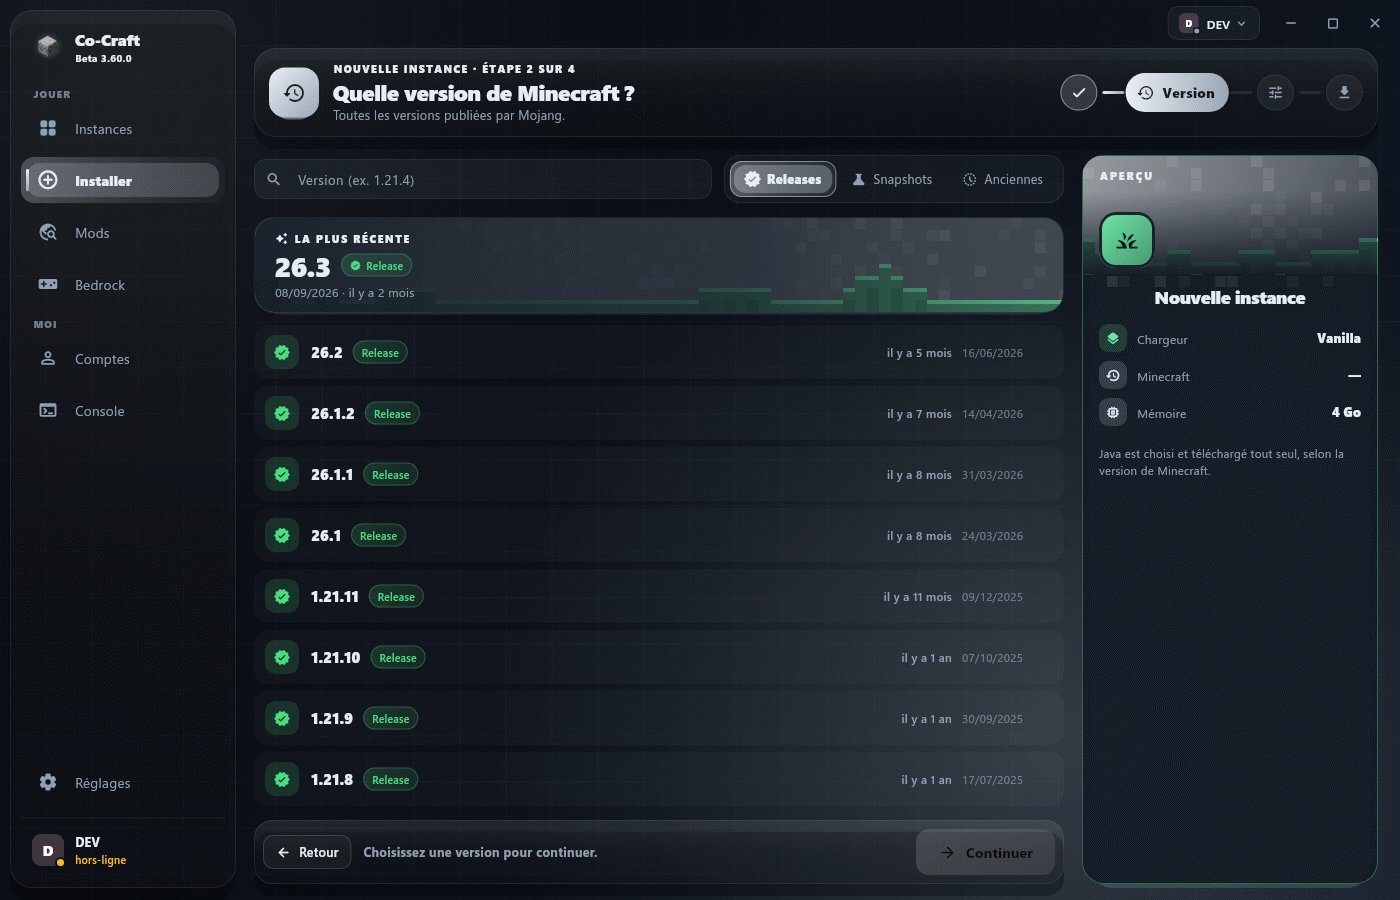 Co-Craft
Beta 3.60.0
JOUER
Instances
Installer
Mods
Bedrock
MOI
Comptes
Console
Réglages
D
DEV
hors-ligne
D DEV
NOUVELLE INSTANCE · ÉTAPE 2 SUR 4
Quelle version de Minecraft ?
Toutes les versions publiées par Mojang.
Version
Version (ex. 1.21.4)
Releases
Snapshots
Anciennes
LA PLUS RÉCENTE
26.3 Release
08/09/2026 · il y a 2 mois
26.2 Release il y a 5 mois 16/06/2026
26.1.2 Release il y a 7 mois 14/04/2026
26.1.1 Release il y a 8 mois 31/03/2026
26.1 Release il y a 8 mois 24/03/2026
1.21.11 Release il y a 11 mois 09/12/2025
1.21.10 Release il y a 1 an 07/10/2025
1.21.9 Release il y a 1 an 30/09/2025
1.21.8 Release il y a 1 an 17/07/2025
Retour
Choisissez une version pour continuer.
Continuer
APERÇU
Nouvelle instance
Chargeur Vanilla
Minecraft —
Mémoire 4 Go
Java est choisi et téléchargé tout seul, selon la
version de Minecraft.